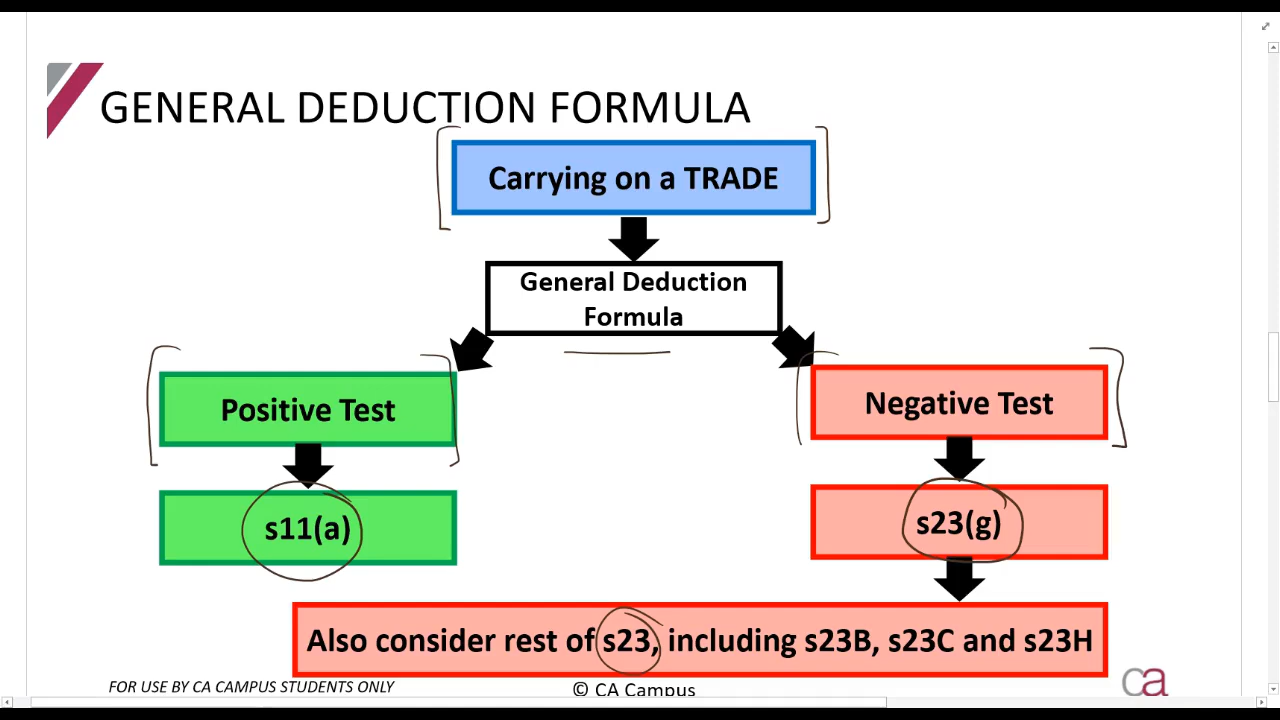 GENERAL DEDUCTION FORMULA
Carrying on a TRADE
General Deduction
Formula
Positive Test
Negative Test
s11(a)
s23(g)
Also consider rest of s23, including s23B, s23C and s23H
FOR USE BY CA CAMPUS STUDENTS ONLY
© CA Campus
ca